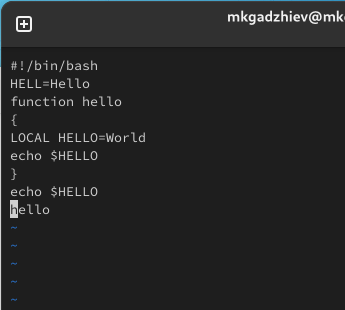 mkgadzhiev@mk
#!/bin/bash
HELL=Hello
function hello
{
LOCAL HELLO=World
echo $HELLO
}
echo $HELLO
hello
~
~
~
~
~